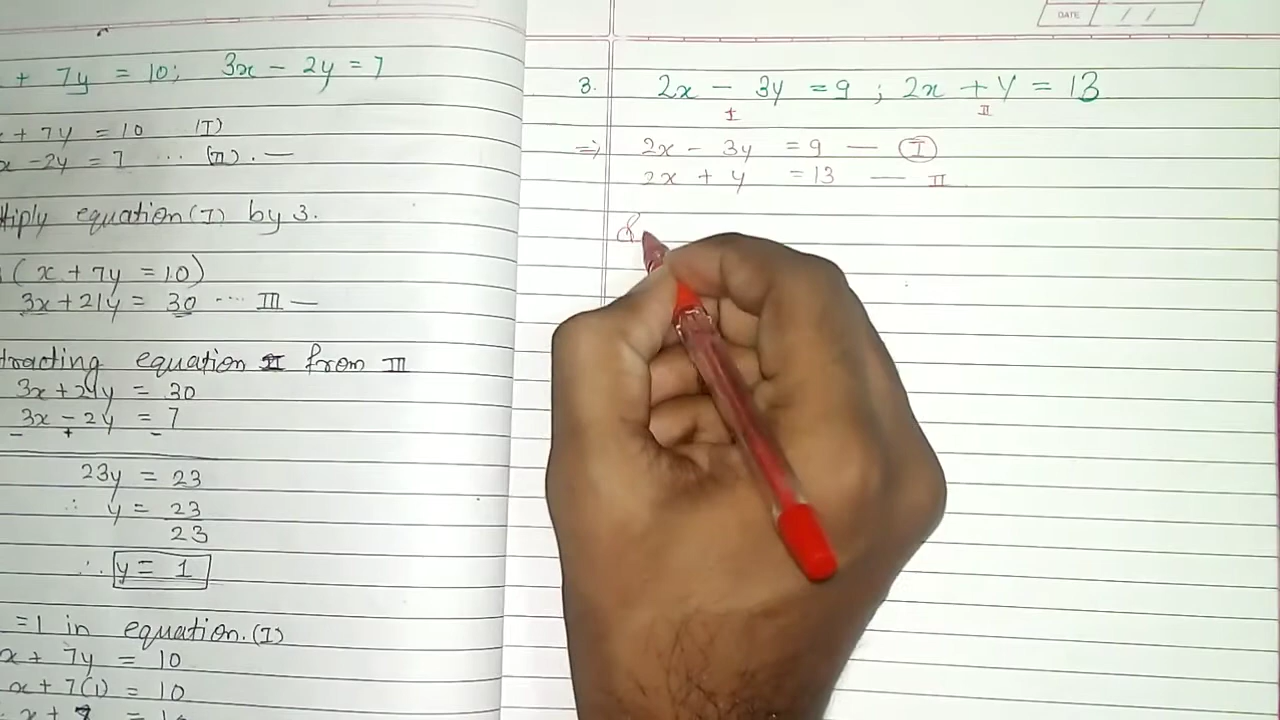 + 7y = 10; 3x - 2y = 7
+ 7y = 10 (I)
x - 2y = 7 ... (II). —
tiply equation (I) by 3.
(x + 7y = 10)
3x + 21y = 30 ... III —
tracting equation II from III
3x + 21y = 30
3x - 2y = 7
- + -
23y = 23
∴ y = 23
23
∴ y = 1
= 1 in equation. (I)
x + 7y = 10
x + 7(1) = 10
x + 7 =
DATE / /
3. 2x - 3y = 9 ; 2x + y = 13
I II
=> 2x - 3y = 9 — I
2x + y = 13 — II